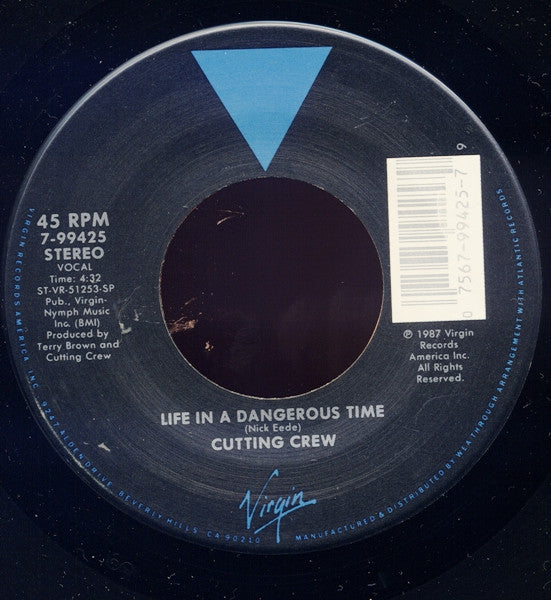 45 RPM
7-99425
STEREO
VOCAL
Time: 4:32
ST-VR-51253-SP
Pub., Virgin-
Nymph Music
Inc. (BMI)
Produced by
Terry Brown and
Cutting Crew
0 7567-99425-7 9
℗ 1987 Virgin
Records
America Inc.
All Rights
Reserved.
LIFE IN A DANGEROUS TIME
(Nick Eede)
CUTTING CREW
Virgin
VIRGIN RECORDS AMERICA, INC. 9247 ALDEN DRIVE, BEVERLY HILLS, CA 90210
MANUFACTURED & DISTRIBUTED BY WEA THROUGH ARRANGEMENT WITH ATLANTIC RECORDS